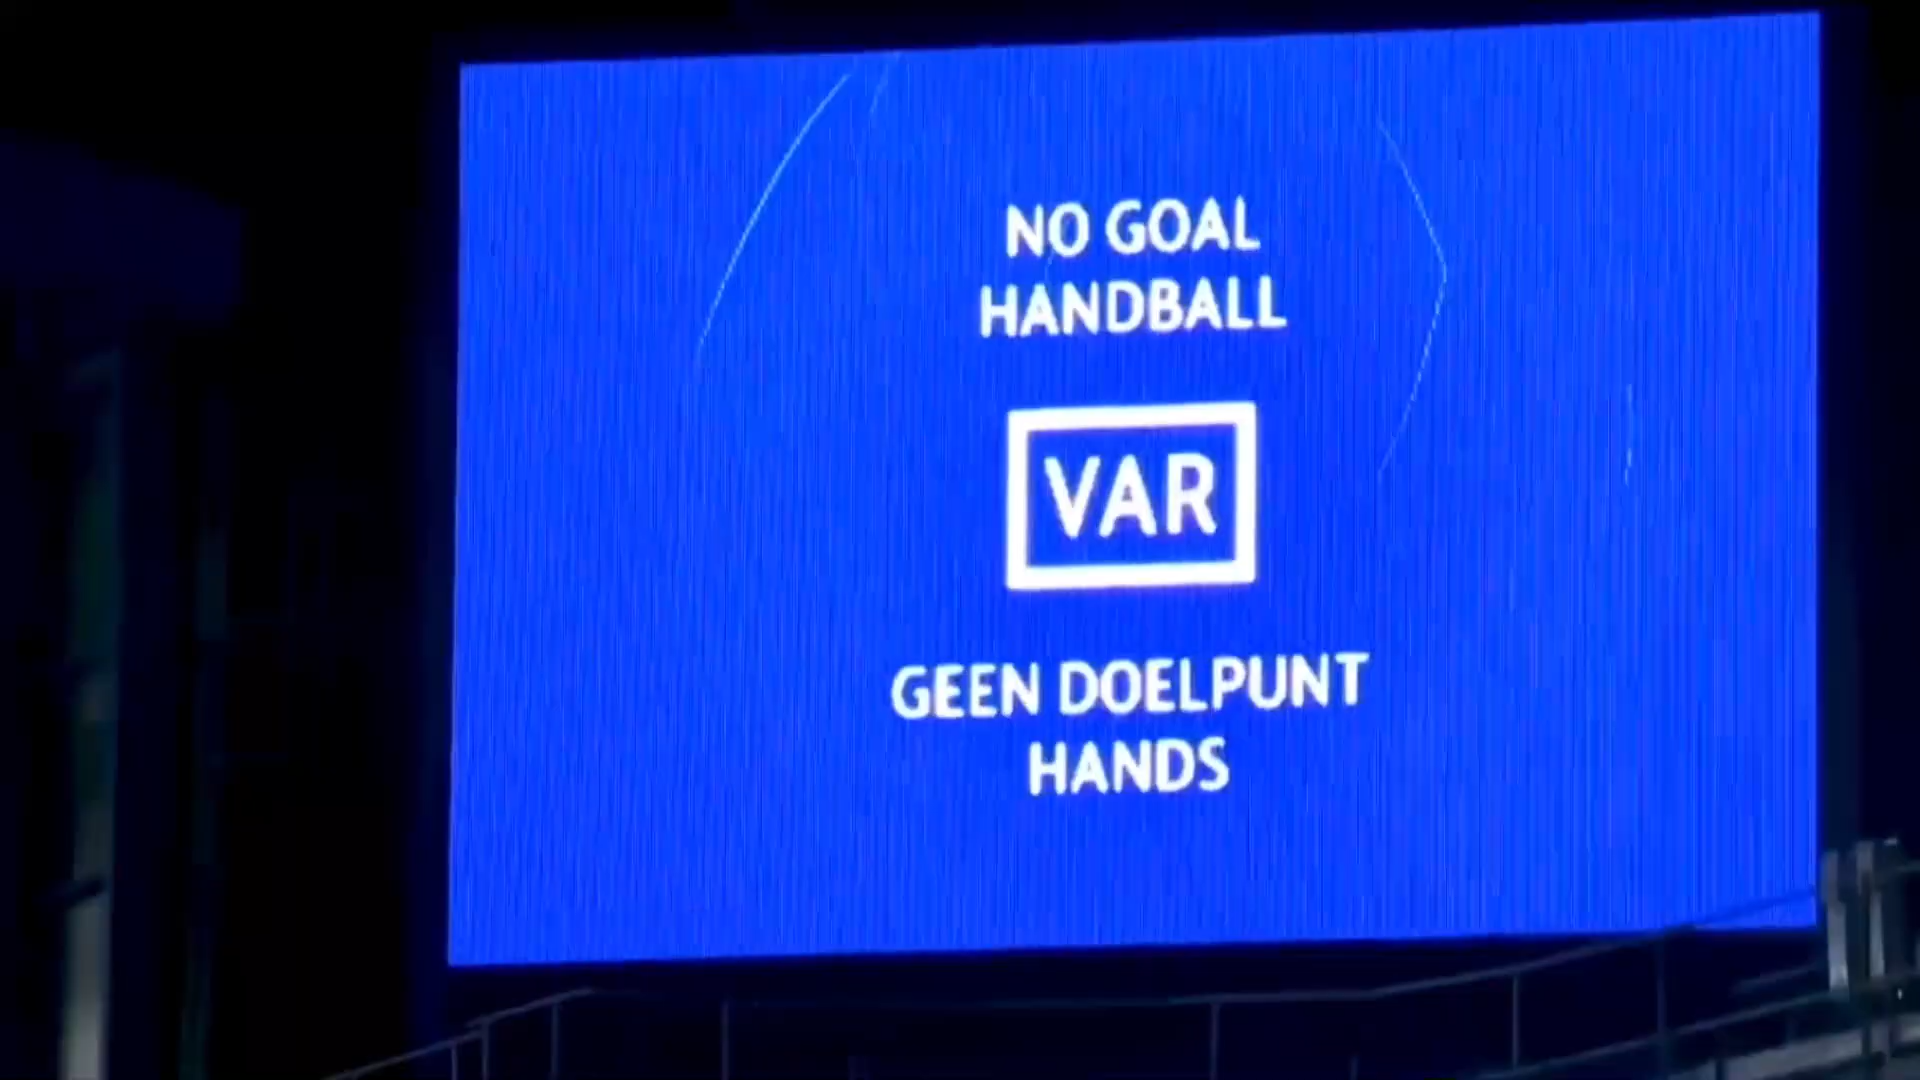 NO GOAL
HANDBALL
VAR
GEEN DOELPUNT
HANDS